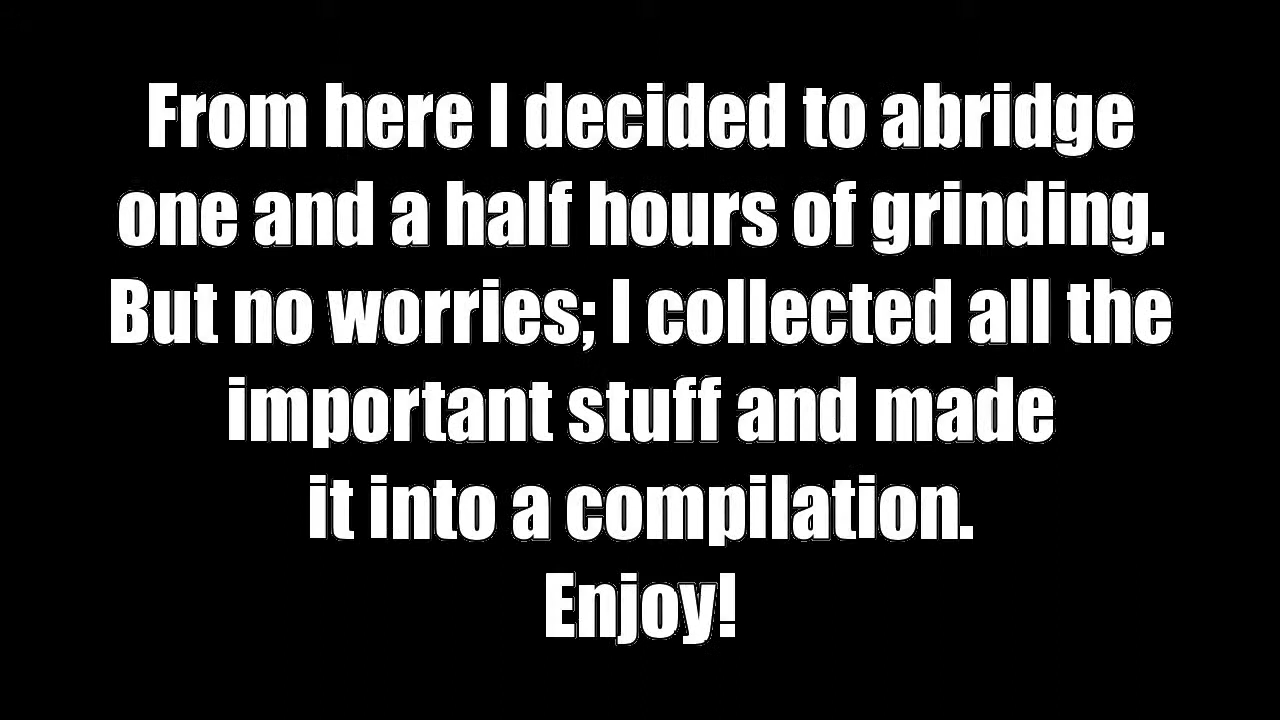 From here I decided to abridge
one and a half hours of grinding.
But no worries; I collected all the
important stuff and made
it into a compilation.
Enjoy!